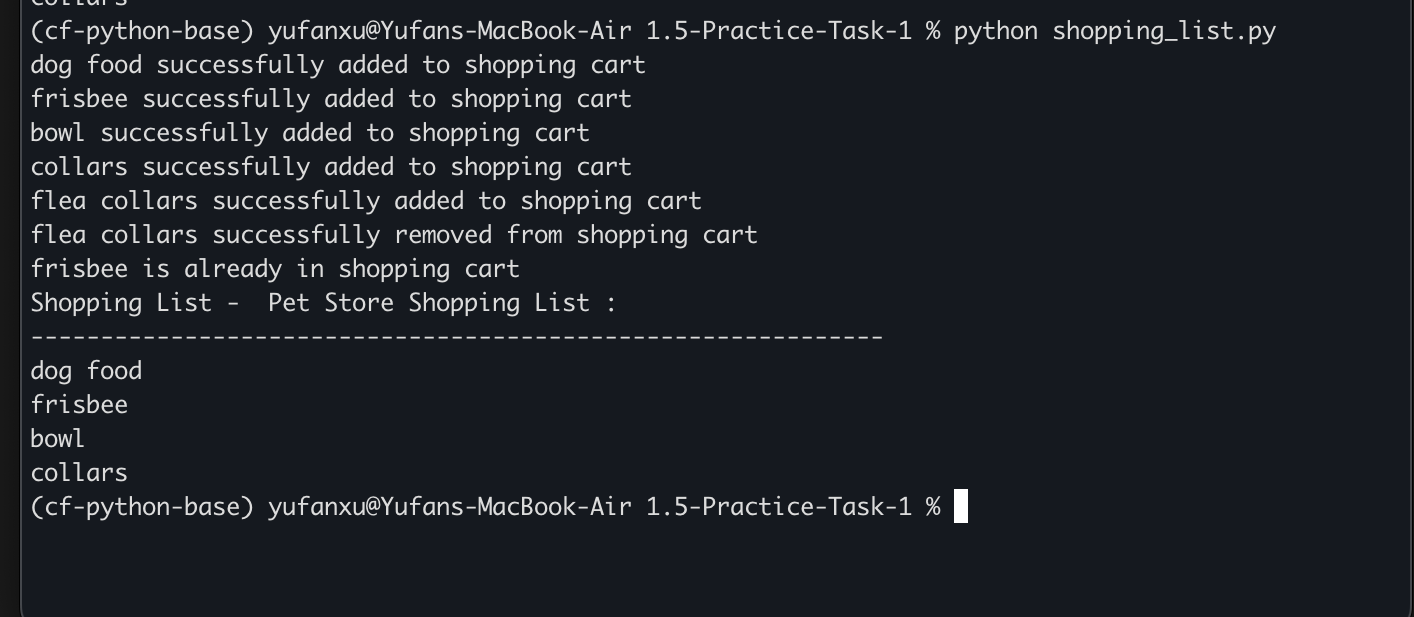 collars
(cf-python-base) yufanxu@Yufans-MacBook-Air 1.5-Practice-Task-1 % python shopping_list.py
dog food successfully added to shopping cart
frisbee successfully added to shopping cart
bowl successfully added to shopping cart
collars successfully added to shopping cart
flea collars successfully added to shopping cart
flea collars successfully removed from shopping cart
frisbee is already in shopping cart
Shopping List -  Pet Store Shopping List :
-------------------------------------------------------------
dog food
frisbee
bowl
collars
(cf-python-base) yufanxu@Yufans-MacBook-Air 1.5-Practice-Task-1 %